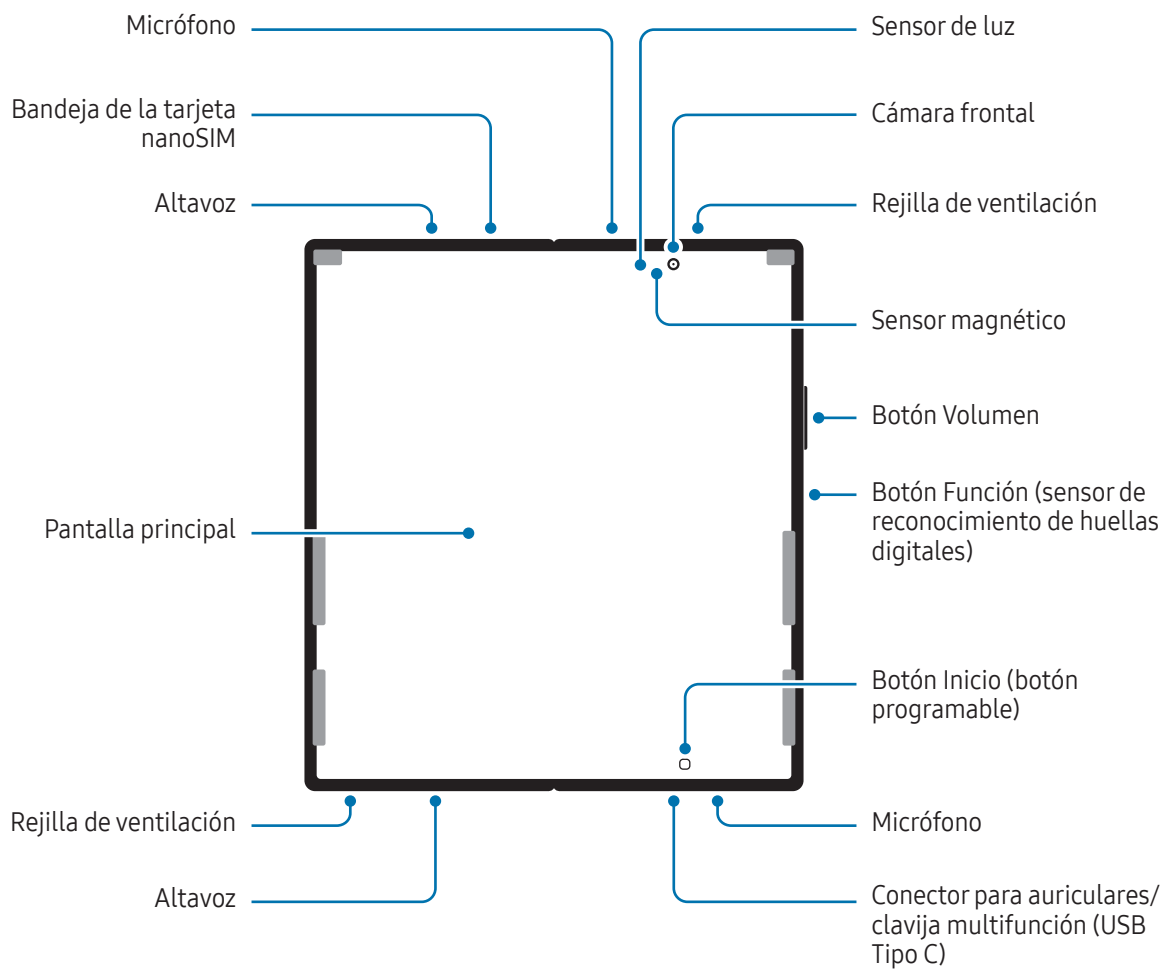 Micrófono
Bandeja de la tarjeta
nanoSIM
Altavoz
Pantalla principal
Rejilla de ventilación
Altavoz
Sensor de luz
Cámara frontal
Rejilla de ventilación
Sensor magnético
Botón Volumen
Botón Función (sensor de
reconocimiento de huellas
digitales)
Botón Inicio (botón
programable)
Micrófono
Conector para auriculares/
clavija multifunción (USB
Tipo C)